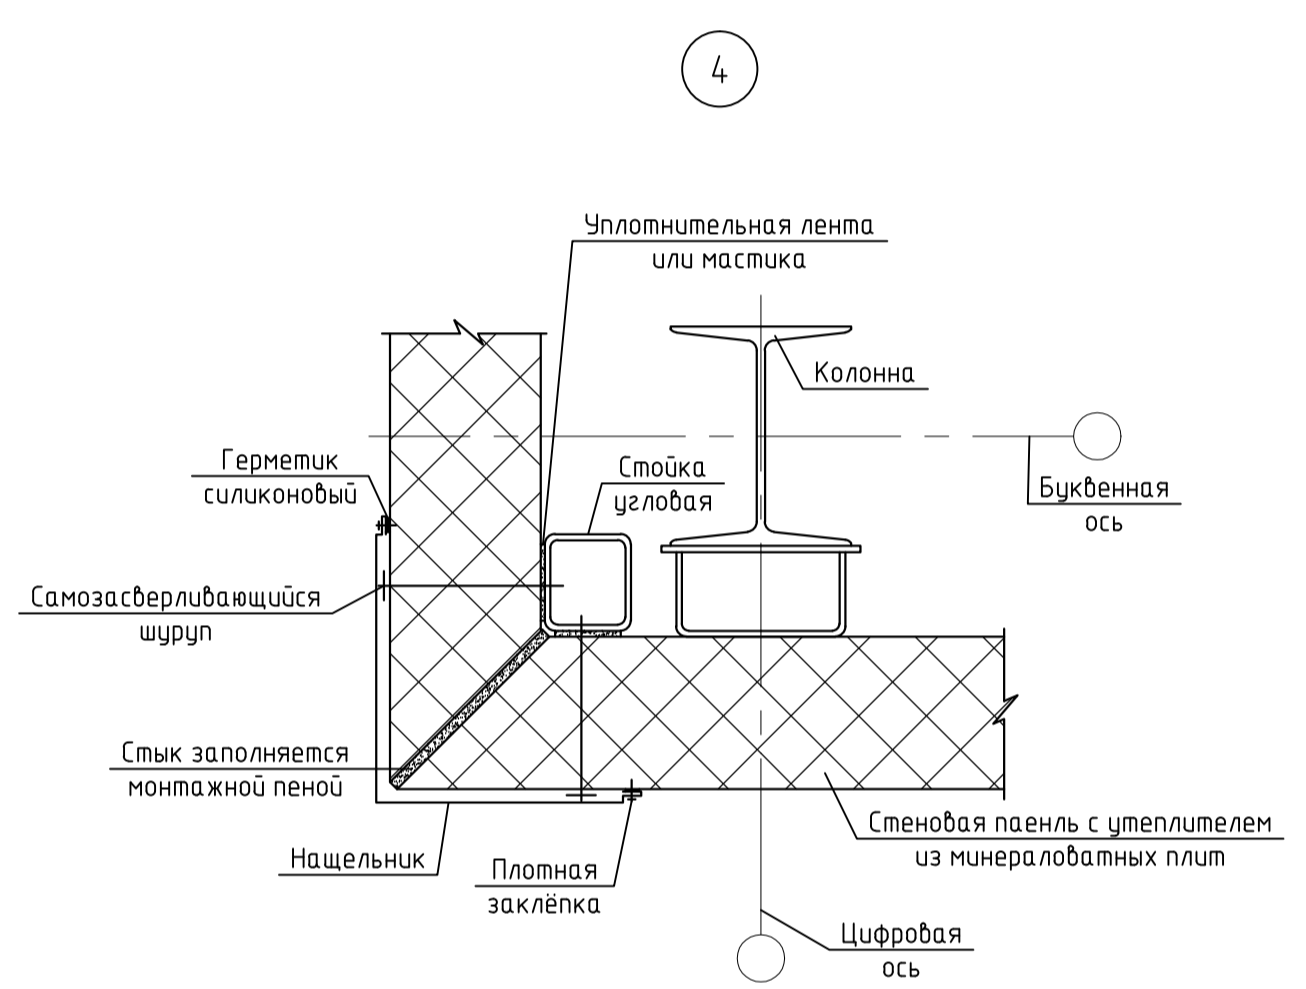 4
Уплотнительная лента
или мастика
Колонна
Герметик
силиконовый
Стойка
угловая
Буквенная
ось
Самозасверливающийся
шуруп
Стык заполняется
монтажной пеной
Стеновая паенль с утеплителем
из минераловатных плит
Нащельник
Плотная
заклёпка
Цифровая
ось